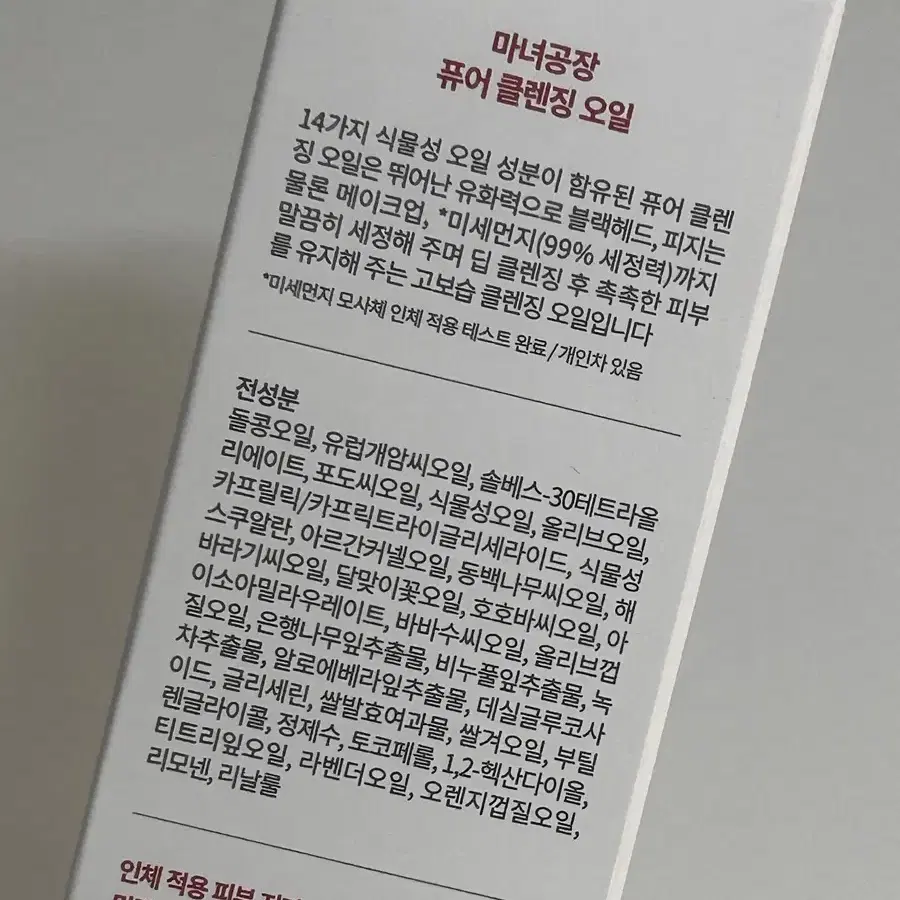 마녀공장
퓨어 클렌징 오일
14가지 식물성 오일 성분이 함유된 퓨어 클렌
징 오일은 뛰어난 유화력으로 블랙헤드, 피지는
물론 메이크업, *미세먼지(99% 세정력)까지
말끔히 세정해 주며 딥 클렌징 후 촉촉한 피부
를 유지해 주는 고보습 클렌징 오일입니다
*미세먼지 모사체 인체 적용 테스트 완료 / 개인차 있음
전성분
돌콩오일, 유럽개암씨오일, 솔베스-30테트라올
리에이트, 포도씨오일, 식물성오일, 올리브오일,
카프릴릭/카프릭트라이글리세라이드, 식물성
스쿠알란, 아르간커넬오일, 동백나무씨오일, 해
바라기씨오일, 달맞이꽃오일, 호호바씨오일, 아
이소아밀라우레이트, 바바수씨오일, 올리브껍
질오일, 은행나무잎추출물, 비누풀잎추출물, 녹
차추출물, 알로에베라잎추출물, 데실글루코사
이드, 글리세린, 쌀발효여과물, 쌀겨오일, 부틸
렌글라이콜, 정제수, 토코페롤, 1,2-헥산다이올,
티트리잎오일, 라벤더오일, 오렌지껍질오일,
리모넨, 리날룰
인체 적용 피부